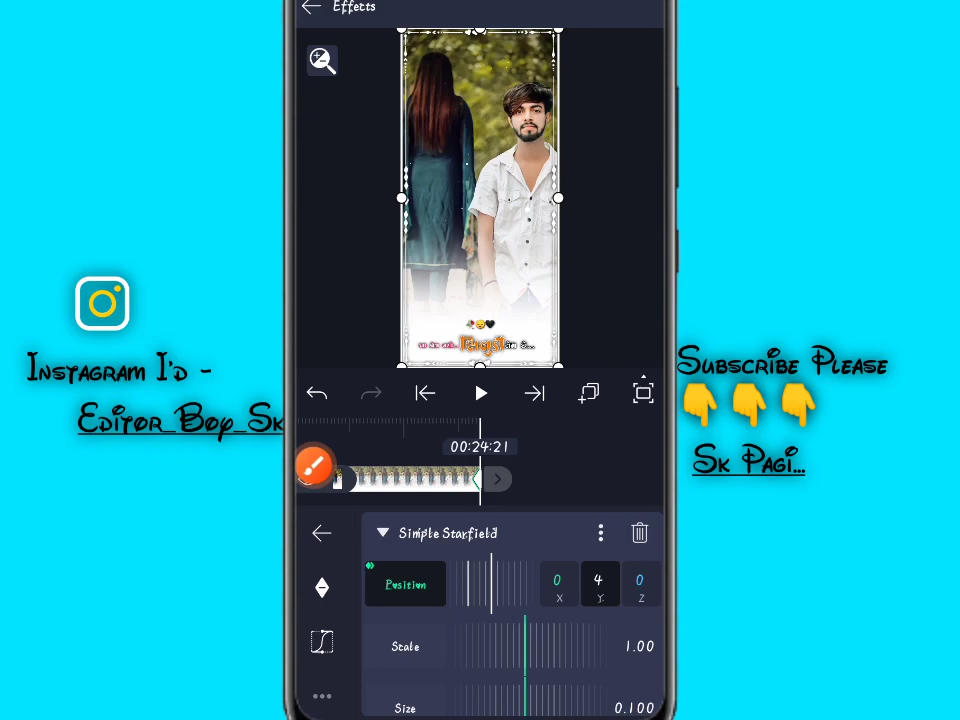 Effects
00:24:21
Simple Starfield
Position
0
4
0
X
Y
Z
Scale
1.00
Size
0.100
Instagram I'd -
Editor_Boy_Sk
Subscribe Please
👇👇👇
Sk Pagi...